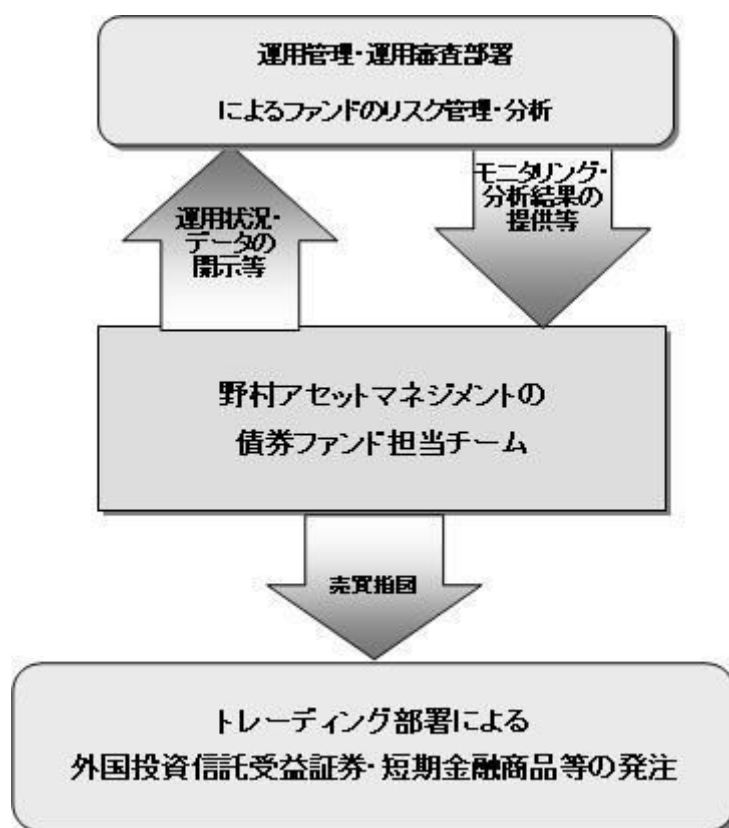 運用管理・運用審査部署
によるファンドのリスク管理・分析
運用状況・
データの
開示等
モニタリング・
分析結果の
提供等
野村アセットマネジメントの
債券ファンド担当チーム
売買指図
トレーディング部署による
外国投資信託受益証券・短期金融商品等の発注